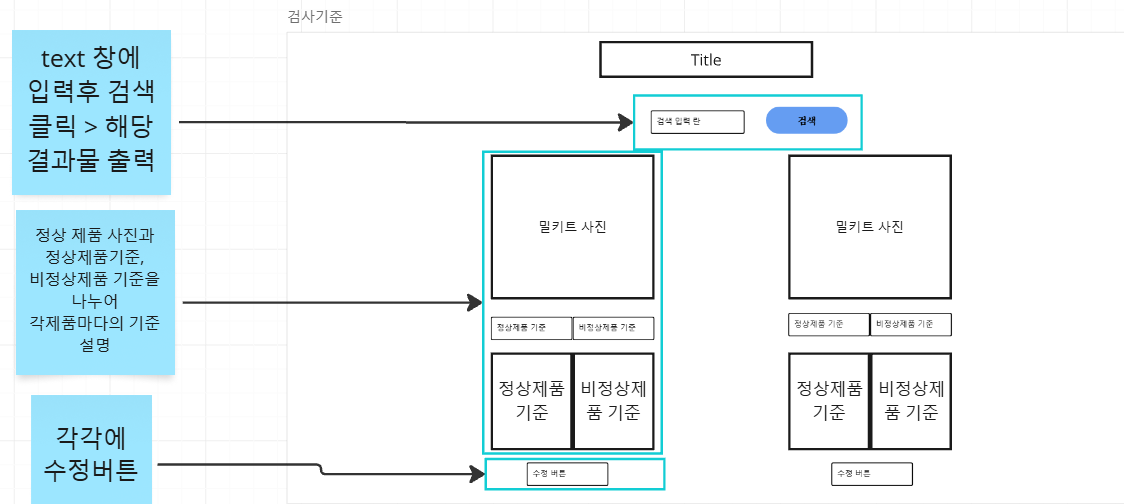 검사기준
Title
text 창에
입력후 검색
클릭 > 해당
결과물 출력
검색 입력 란
검색
정상 제품 사진과
정상제품기준,
비정상제품 기준을
나누어
각제품마다의 기준
설명
밀키트 사진
밀키트 사진
정상제품 기준
비정상제품 기준
정상제품 기준
비정상제품 기준
정상제품
기준
비정상제
품 기준
정상제품
기준
비정상제
품 기준
각각에
수정버튼
수정 버튼
수정 버튼